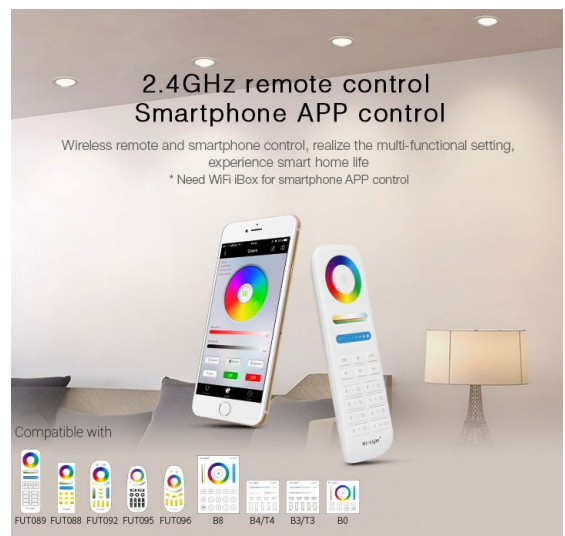 2.4GHz remote control
Smartphone APP control
Wireless remote and smartphone control, realize the multi-functional setting,
experience smart home life
* Need WiFi iBox for smartphone APP control
Mi·Light
Compatible with
FUT089 FUT088 FUT092 FUT095 FUT096 B8 B4/T4 B3/T3 B0